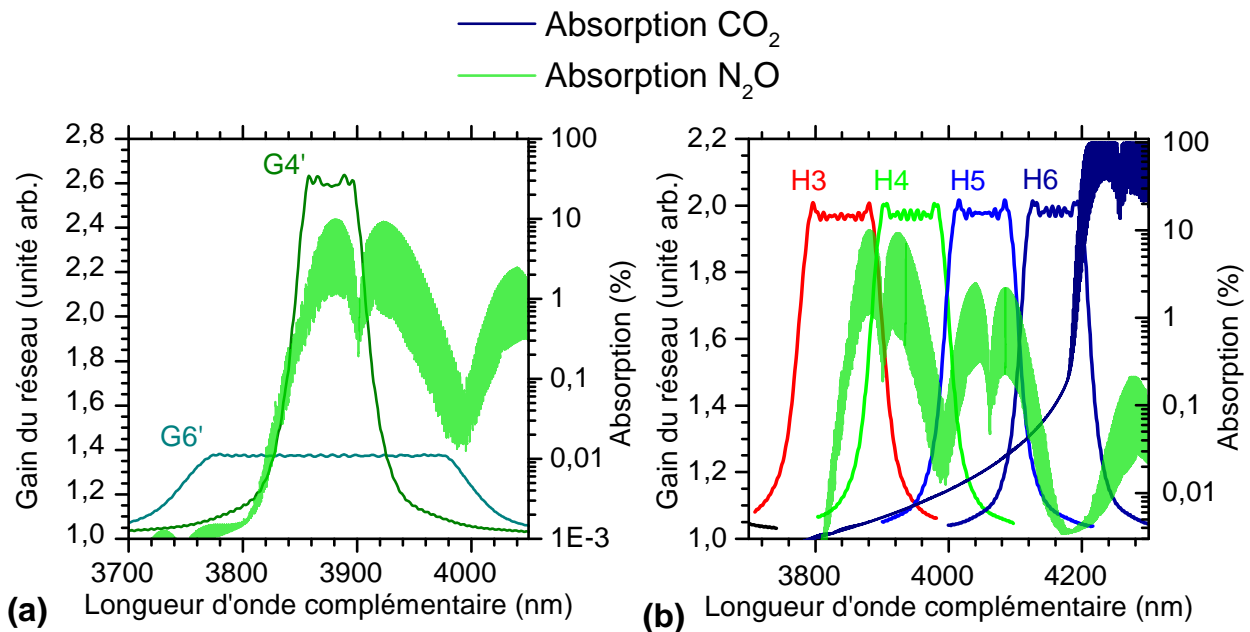 Absorption CO₂
Absorption N₂O
G4'
G6'
2,8
2,6
2,4
2,2
2,0
1,8
1,6
1,4
1,2
1,0
Gain du réseau (unité arb.)
100
10
1
0,1
0,01
1E-3
Absorption (%)
3700 3800 3900 4000
(a) Longueur d'onde complémentaire (nm)
H3 H4 H5 H6
2,2
2,0
1,8
1,6
1,4
1,2
1,0
Gain du réseau (unité arb.)
100
10
1
0,1
0,01
Absorption (%)
3800 4000 4200
(b) Longueur d'onde complémentaire (nm)